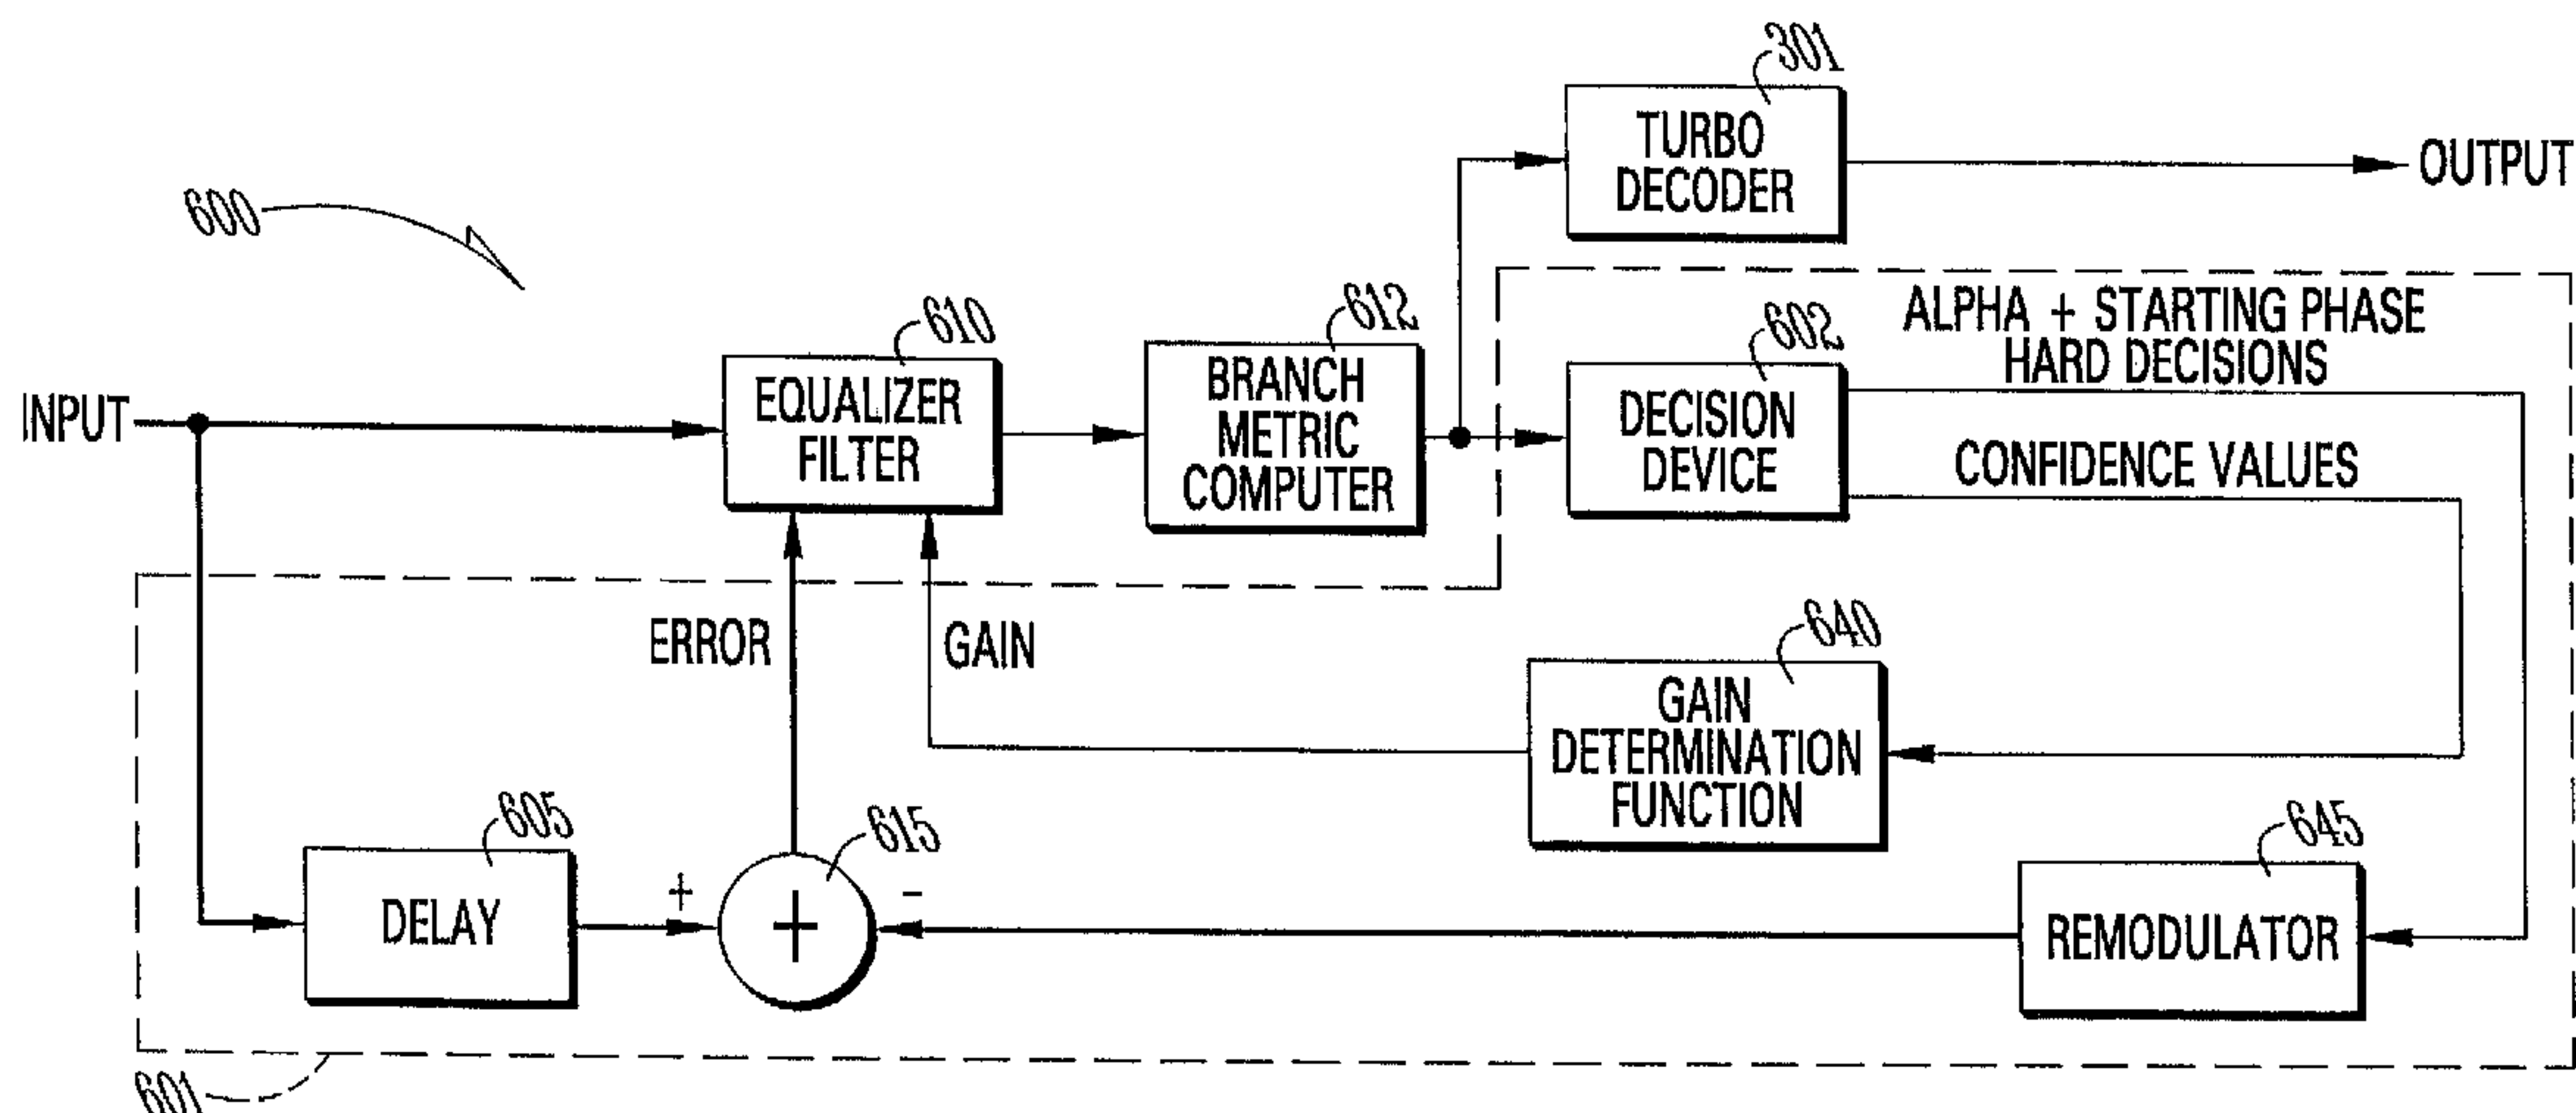 301
TURBO
DECODER
OUTPUT
600
610
612
602
ALPHA + STARTING PHASE
HARD DECISIONS
INPUT
EQUALIZER
FILTER
BRANCH
METRIC
COMPUTER
DECISION
DEVICE
CONFIDENCE VALUES
ERROR
GAIN
640
GAIN
DETERMINATION
FUNCTION
605
615
645
DELAY
+
+
-
REMODULATOR
601